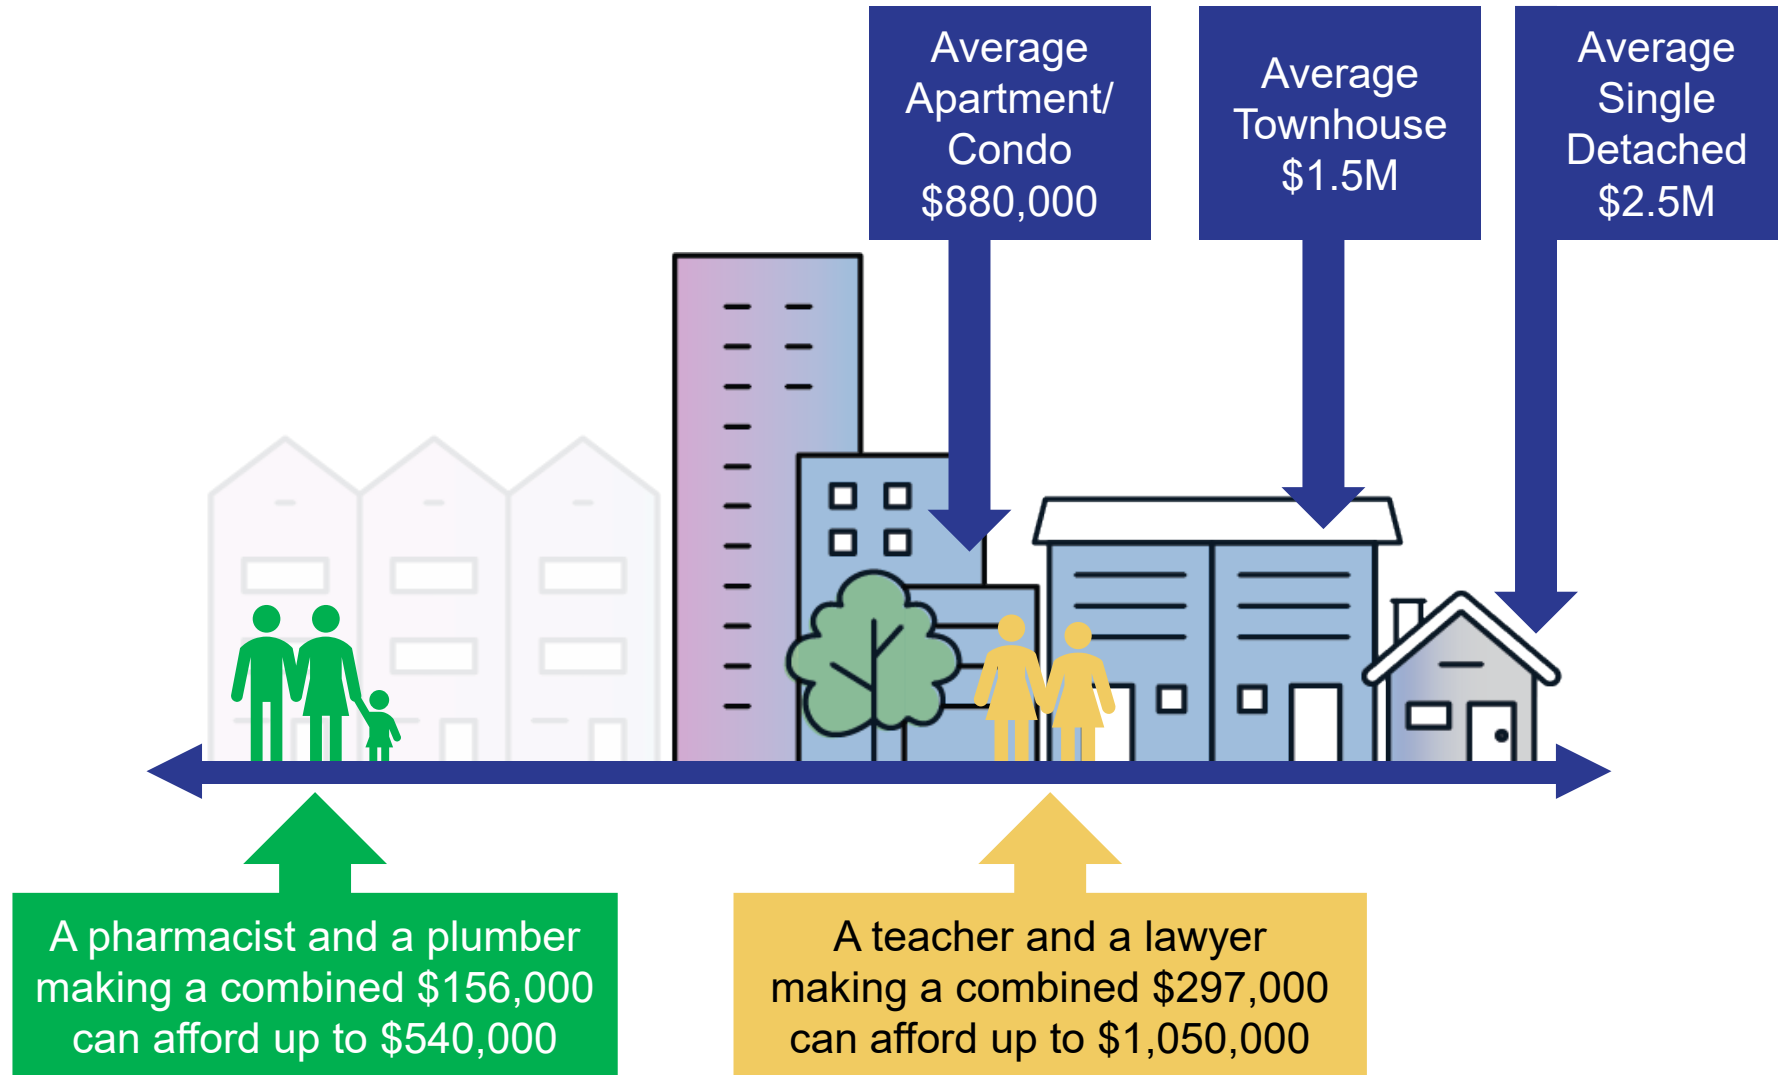 Average
Apartment/
Condo
$880,000
Average
Townhouse
$1.5M
Average
Single
Detached
$2.5M
A pharmacist and a plumber
making a combined $156,000
can afford up to $540,000
A teacher and a lawyer
making a combined $297,000
can afford up to $1,050,000